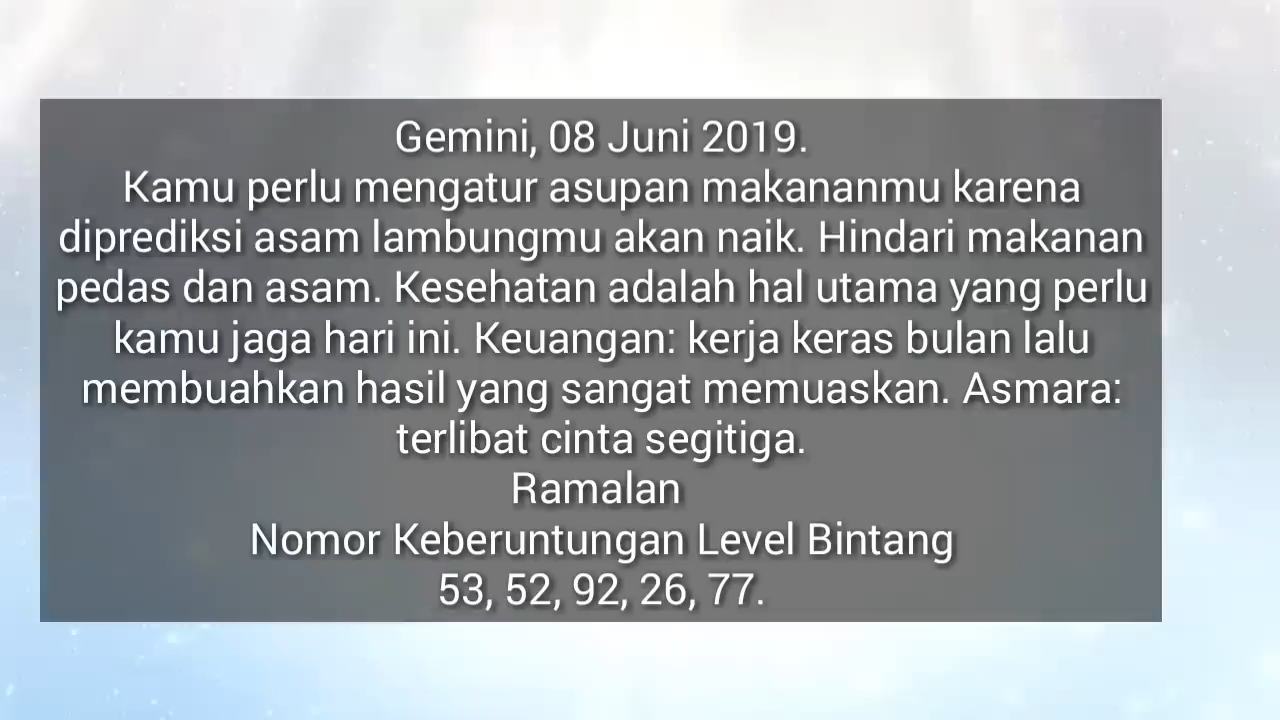 Gemini, 08 Juni 2019.
Kamu perlu mengatur asupan makananmu karena
diprediksi asam lambungmu akan naik. Hindari makanan
pedas dan asam. Kesehatan adalah hal utama yang perlu
kamu jaga hari ini. Keuangan: kerja keras bulan lalu
membuahkan hasil yang sangat memuaskan. Asmara:
terlibat cinta segitiga.
Ramalan
Nomor Keberuntungan Level Bintang
53, 52, 92, 26, 77.